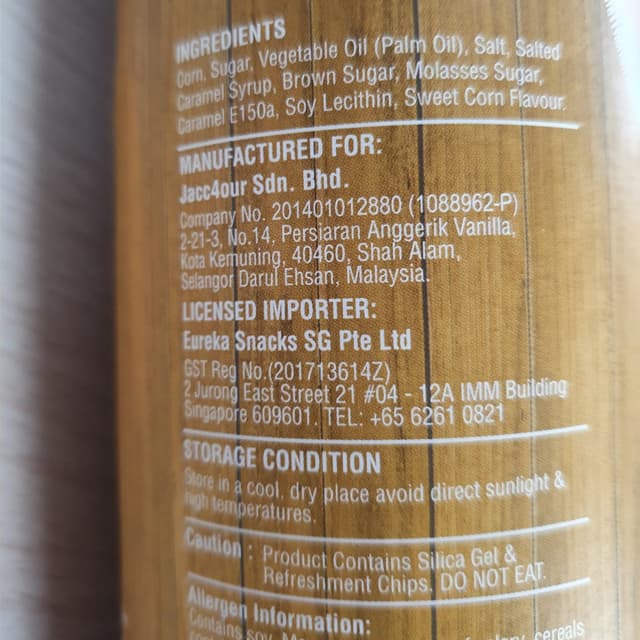 INGREDIENTS
Corn, Sugar, Vegetable Oil (Palm Oil), Salt, Salted
Caramel Syrup, Brown Sugar, Molasses Sugar,
Caramel E150a, Soy Lecithin, Sweet Corn Flavour.
MANUFACTURED FOR:
Jacc4our Sdn. Bhd.
Company No. 201401012880 (1088962-P)
2-21-3, No.14, Persiaran Anggerik Vanilla,
Kota Kemuning, 40460, Shah Alam,
Selangor Darul Ehsan, Malaysia.
LICENSED IMPORTER:
Eureka Snacks SG Pte Ltd
GST Reg No.(201713614Z)
2 Jurong East Street 21 #04 - 12A IMM Building
Singapore 609601. TEL: +65 6261 0821
STORAGE CONDITION
Store in a cool, dry place avoid direct sunlight &
high temperatures.
Caution : Product Contains Silica Gel &
Refreshment Chips. DO NOT EAT.
Allergen Information:
Contains soy. cereals